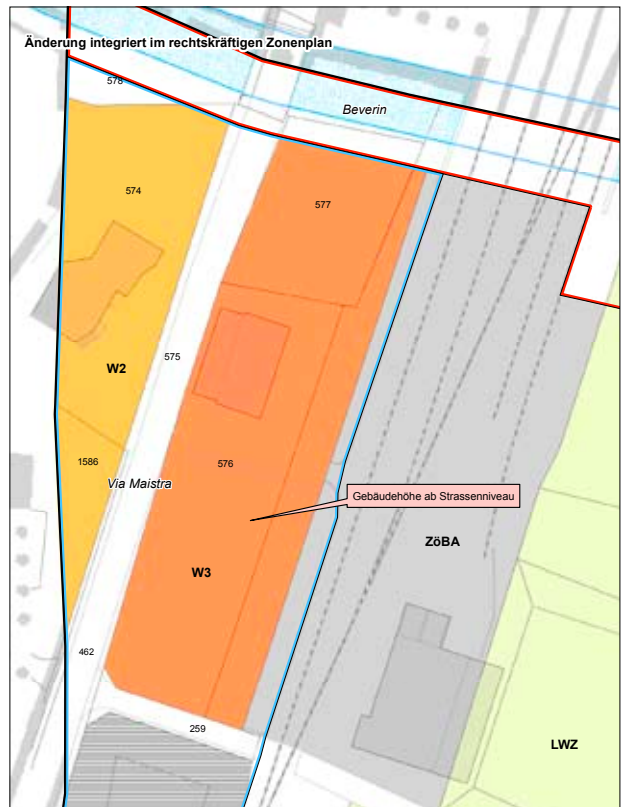 Änderung integriert im rechtskräftigen Zonenplan
578
Beverin
574
577
W2
575
1586
Via Maistra
576
Gebäudehöhe ab Strassenniveau
ZöBA
W3
462
259
LWZ